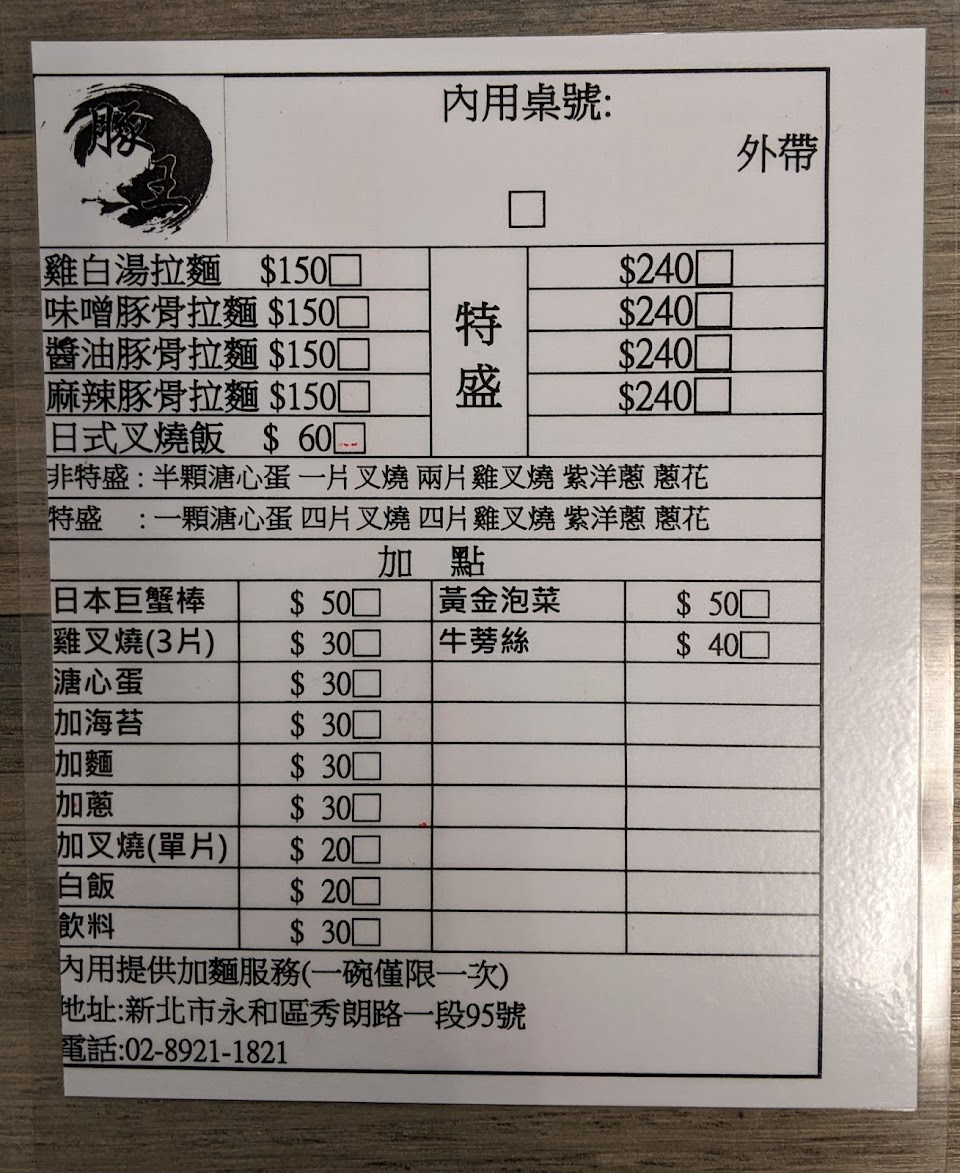 豚王
內用桌號:
外帶
□
雞白湯拉麵 $150□ $240□
味噌豚骨拉麵 $150□ $240□
醬油豚骨拉麵 $150□ $240□
麻辣豚骨拉麵 $150□ $240□
特盛
日式叉燒飯 $ 60□
非特盛:半顆溏心蛋 一片叉燒 兩片雞叉燒 紫洋蔥 蔥花
特盛 :一顆溏心蛋 四片叉燒 四片雞叉燒 紫洋蔥 蔥花
加 點
日本巨蟹棒 $ 50□ 黃金泡菜 $ 50□
雞叉燒(3片) $ 30□ 牛蒡絲 $ 40□
溏心蛋 $ 30□
加海苔 $ 30□
加麵 $ 30□
加蔥 $ 30□
加叉燒(單片) $ 20□
白飯 $ 20□
飲料 $ 30□
內用提供加麵服務(一碗僅限一次)
地址:新北市永和區秀朗路一段95號
電話:02-8921-1821